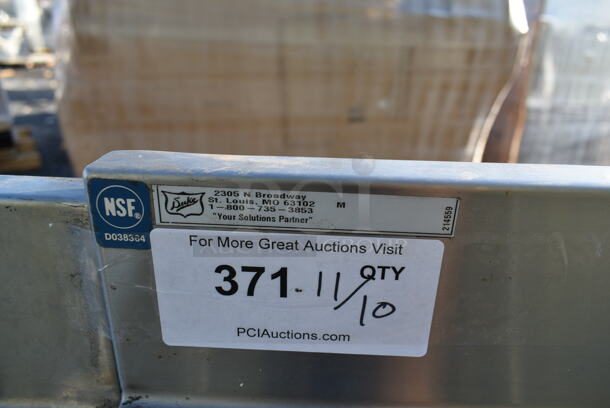 NSF®
D038364
Duke
2305 N Broadway
St. Louis, MO 63102 M
1-800-735-3853
"Your Solutions Partner"
214559
For More Great Auctions Visit
371 - 11/10 QTY
PCIAuctions.com